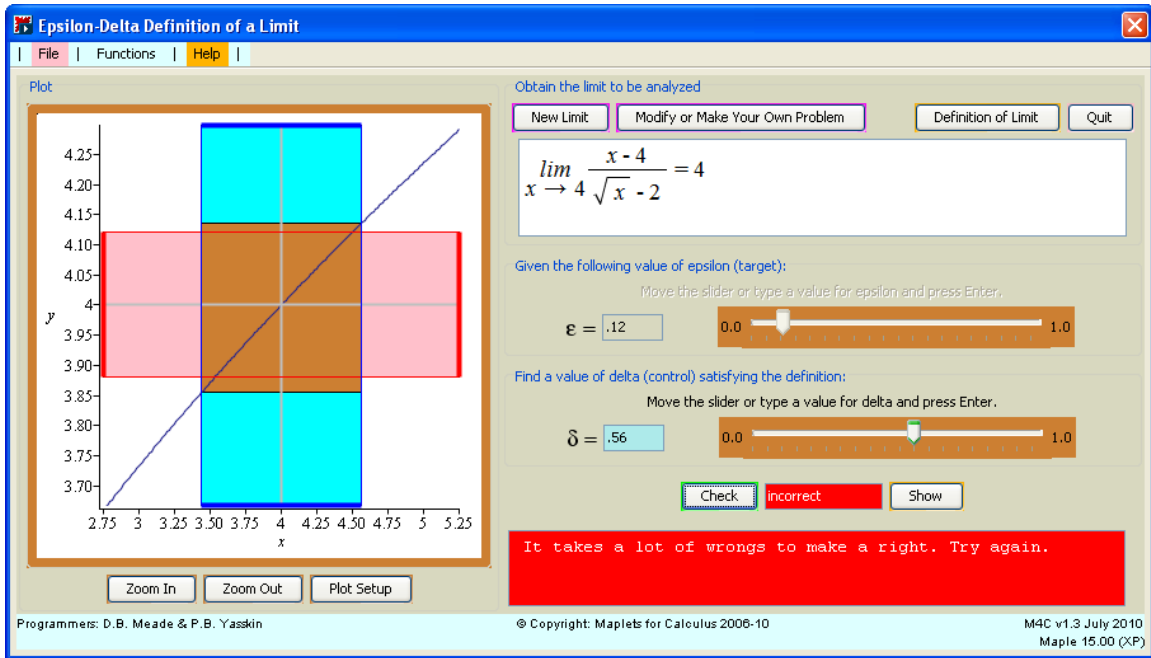 Epsilon-Delta Definition of a Limit
| File | Functions | Help |
Plot
4.25
4.20
4.15
4.10
4.05
4
3.95
3.90
3.85
3.80
3.75
3.70
y
2.75 3 3.25 3.50 3.75 4 4.25 4.50 4.75 5 5.25
x
Zoom In Zoom Out Plot Setup
Obtain the limit to be analyzed
New Limit Modify or Make Your Own Problem Definition of Limit Quit
lim x → 4 (x - 4)/(√x - 2) = 4
Given the following value of epsilon (target):
Move the slider or type a value for epsilon and press Enter.
ε = .12 0.0 1.0
Find a value of delta (control) satisfying the definition:
Move the slider or type a value for delta and press Enter.
δ = .56 0.0 1.0
Check incorrect Show
It takes a lot of wrongs to make a right. Try again.
Programmers: D.B. Meade & P.B. Yasskin © Copyright: Maplets for Calculus 2006-10 M4C v1.3 July 2010
Maple 15.00 (XP)